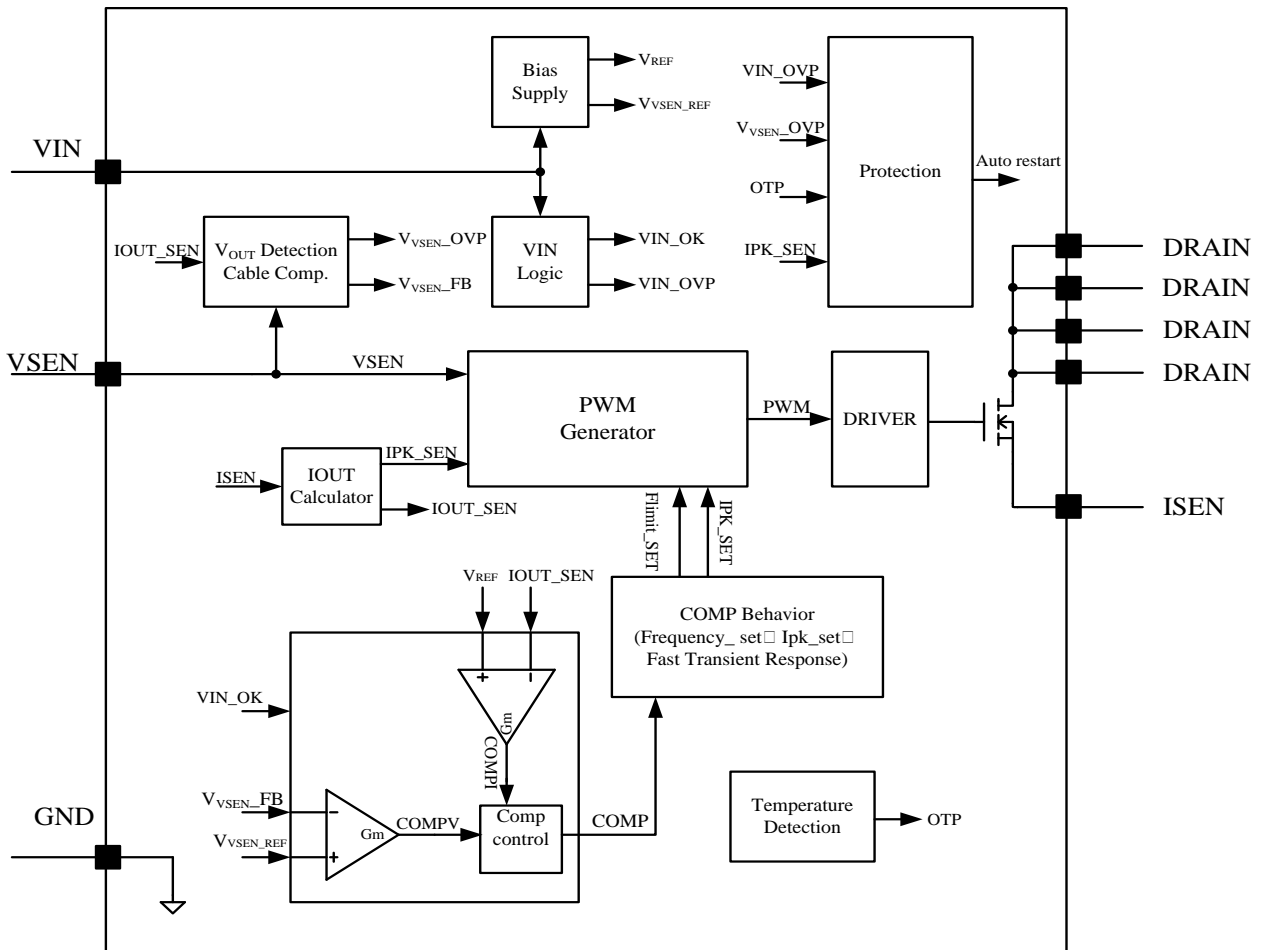 Bias
Supply
VREF
VVSEN_REF
VIN
VIN_OVP
VVSEN_OVP
OTP
IPK_SEN
Protection
Auto restart
IOUT_SEN
VOUT Detection
Cable Comp.
VVSEN_OVP
VVSEN_FB
VIN
Logic
VIN_OK
VIN_OVP
DRAIN
DRAIN
DRAIN
DRAIN
VSEN
VSEN
PWM
Generator
PWM
DRIVER
ISEN
IOUT
Calculator
IPK_SEN
IOUT_SEN
ISEN
Flimit_SET
IPK_SET
VREF
IOUT_SEN
COMP Behavior
(Frequency_ set□ Ipk_set□
Fast Transient Response)
VIN_OK
+
−
Gm
COMPI
VVSEN_FB
VVSEN_REF
−
+
Gm
COMPV
Comp
control
COMP
Temperature
Detection
OTP
GND